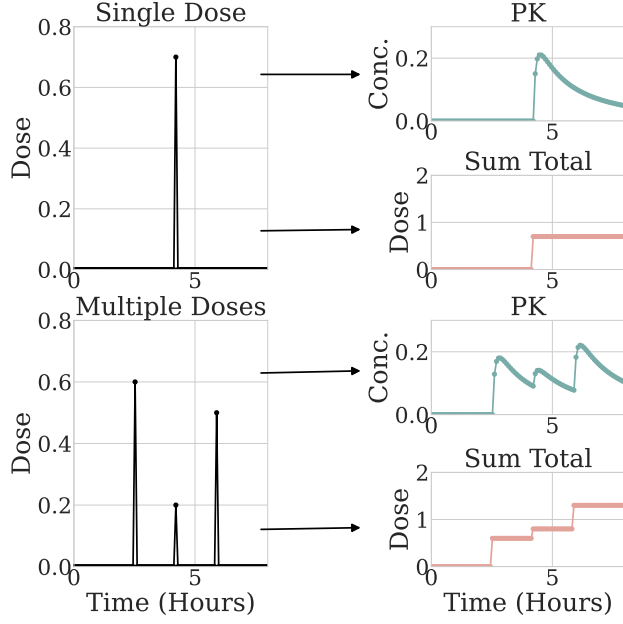 Single Dose
Dose
0.8
0.6
0.4
0.2
0.0
0
5
PK
Conc.
0.2
0.0
0
5
Sum Total
Dose
2
1
0
0
5
Multiple Doses
Dose
0.8
0.6
0.4
0.2
0.0
0
5
Time (Hours)
PK
Conc.
0.2
0.0
0
5
Sum Total
Dose
2
1
0
0
5
Time (Hours)